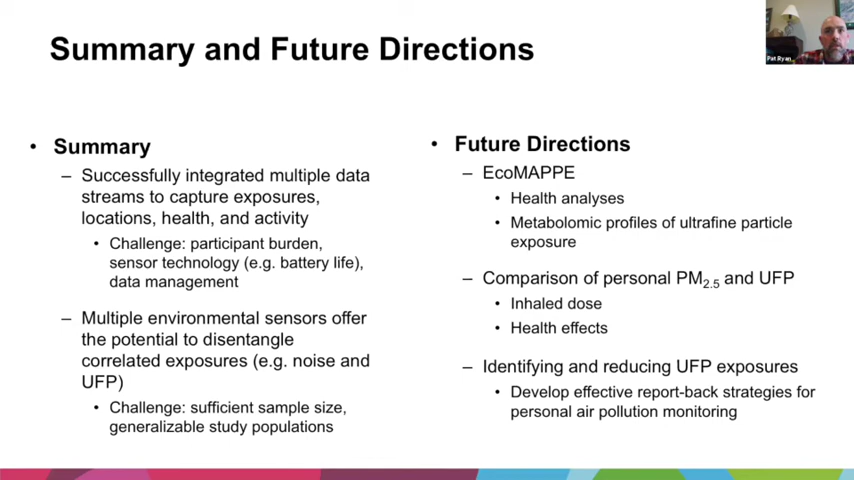 Summary and Future Directions
Pat Ryan
• Summary
– Successfully integrated multiple data
streams to capture exposures,
locations, health, and activity
• Challenge: participant burden,
sensor technology (e.g. battery life),
data management
– Multiple environmental sensors offer
the potential to disentangle
correlated exposures (e.g. noise and
UFP)
• Challenge: sufficient sample size,
generalizable study populations
• Future Directions
– EcoMAPPE
• Health analyses
• Metabolomic profiles of ultrafine particle
exposure
– Comparison of personal PM2.5 and UFP
• Inhaled dose
• Health effects
– Identifying and reducing UFP exposures
• Develop effective report-back strategies for
personal air pollution monitoring